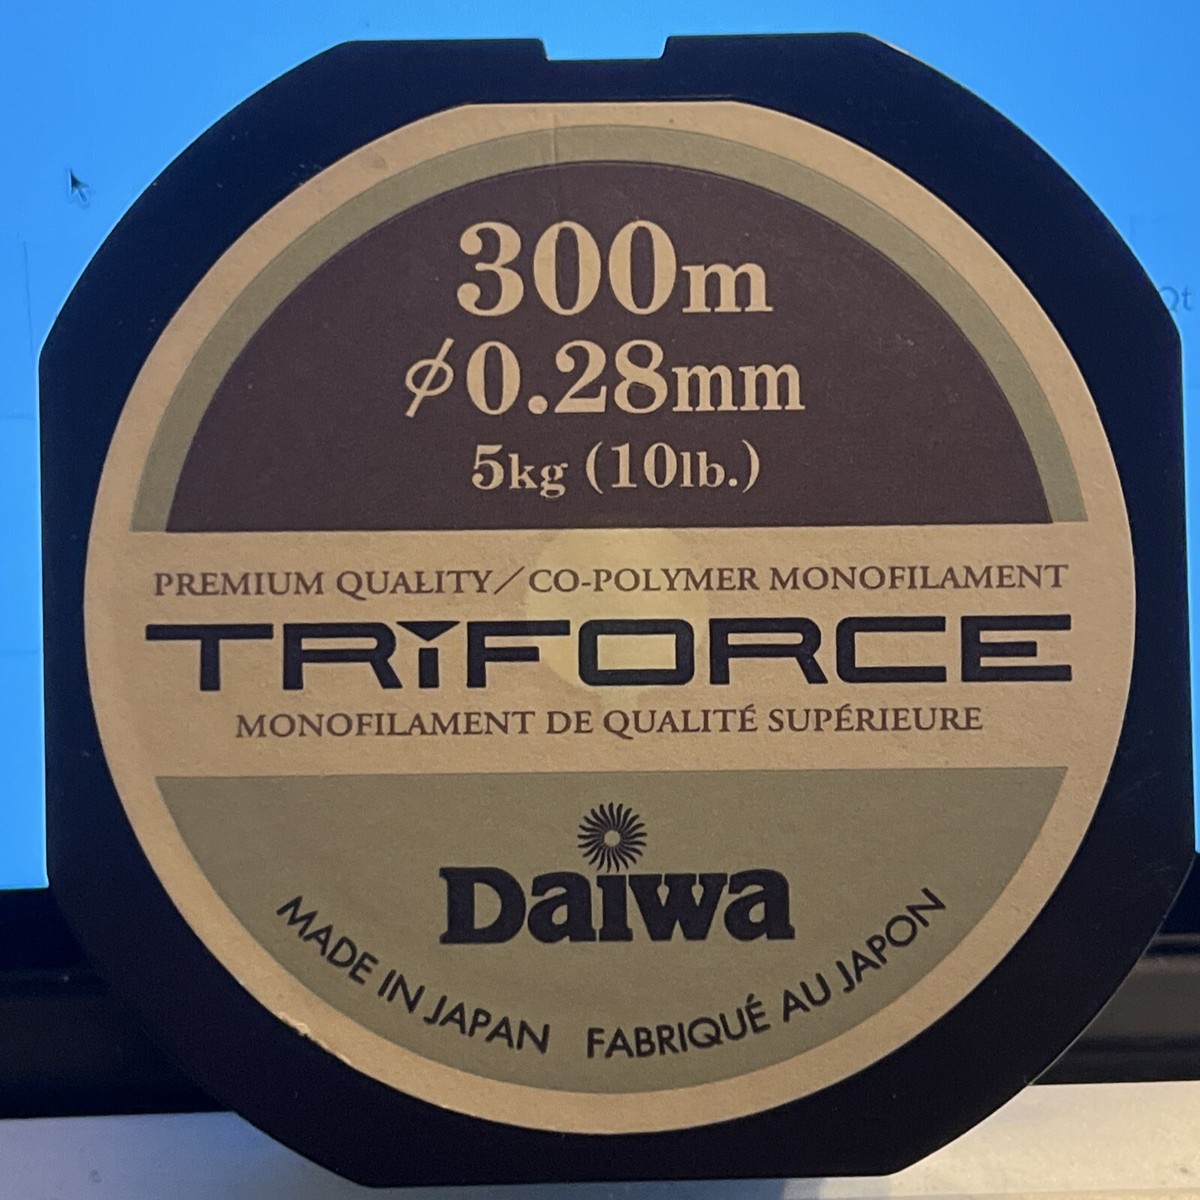 300m
ϕ0.28mm
5kg (10lb.)
PREMIUM QUALITY/CO-POLYMER MONOFILAMENT
TRIFORCE
MONOFILAMENT DE QUALITÉ SUPÉRIEURE
Daiwa
MADE IN JAPAN FABRIQUÉ AU JAPON